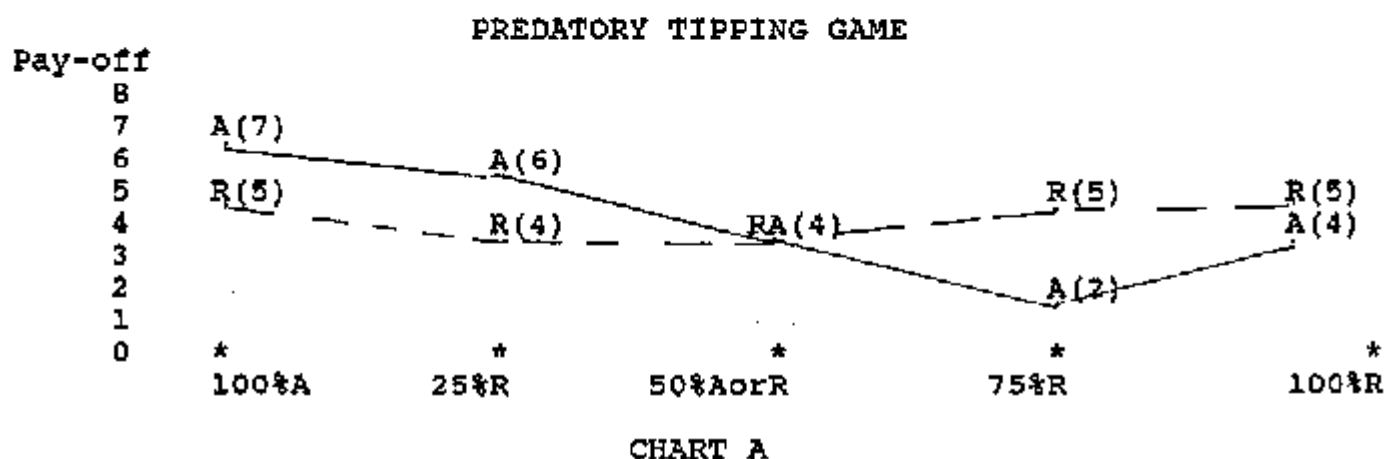 PREDATORY TIPPING GAME
Pay-off
8
7 A(7)
6 A(6)
5 R(5) R(5) R(5)
4 R(4) RA(4) A(4)
3
2 A(2)
1
0 * * * * *
100%A 25%R 50%AorR 75%R 100%R
CHART A